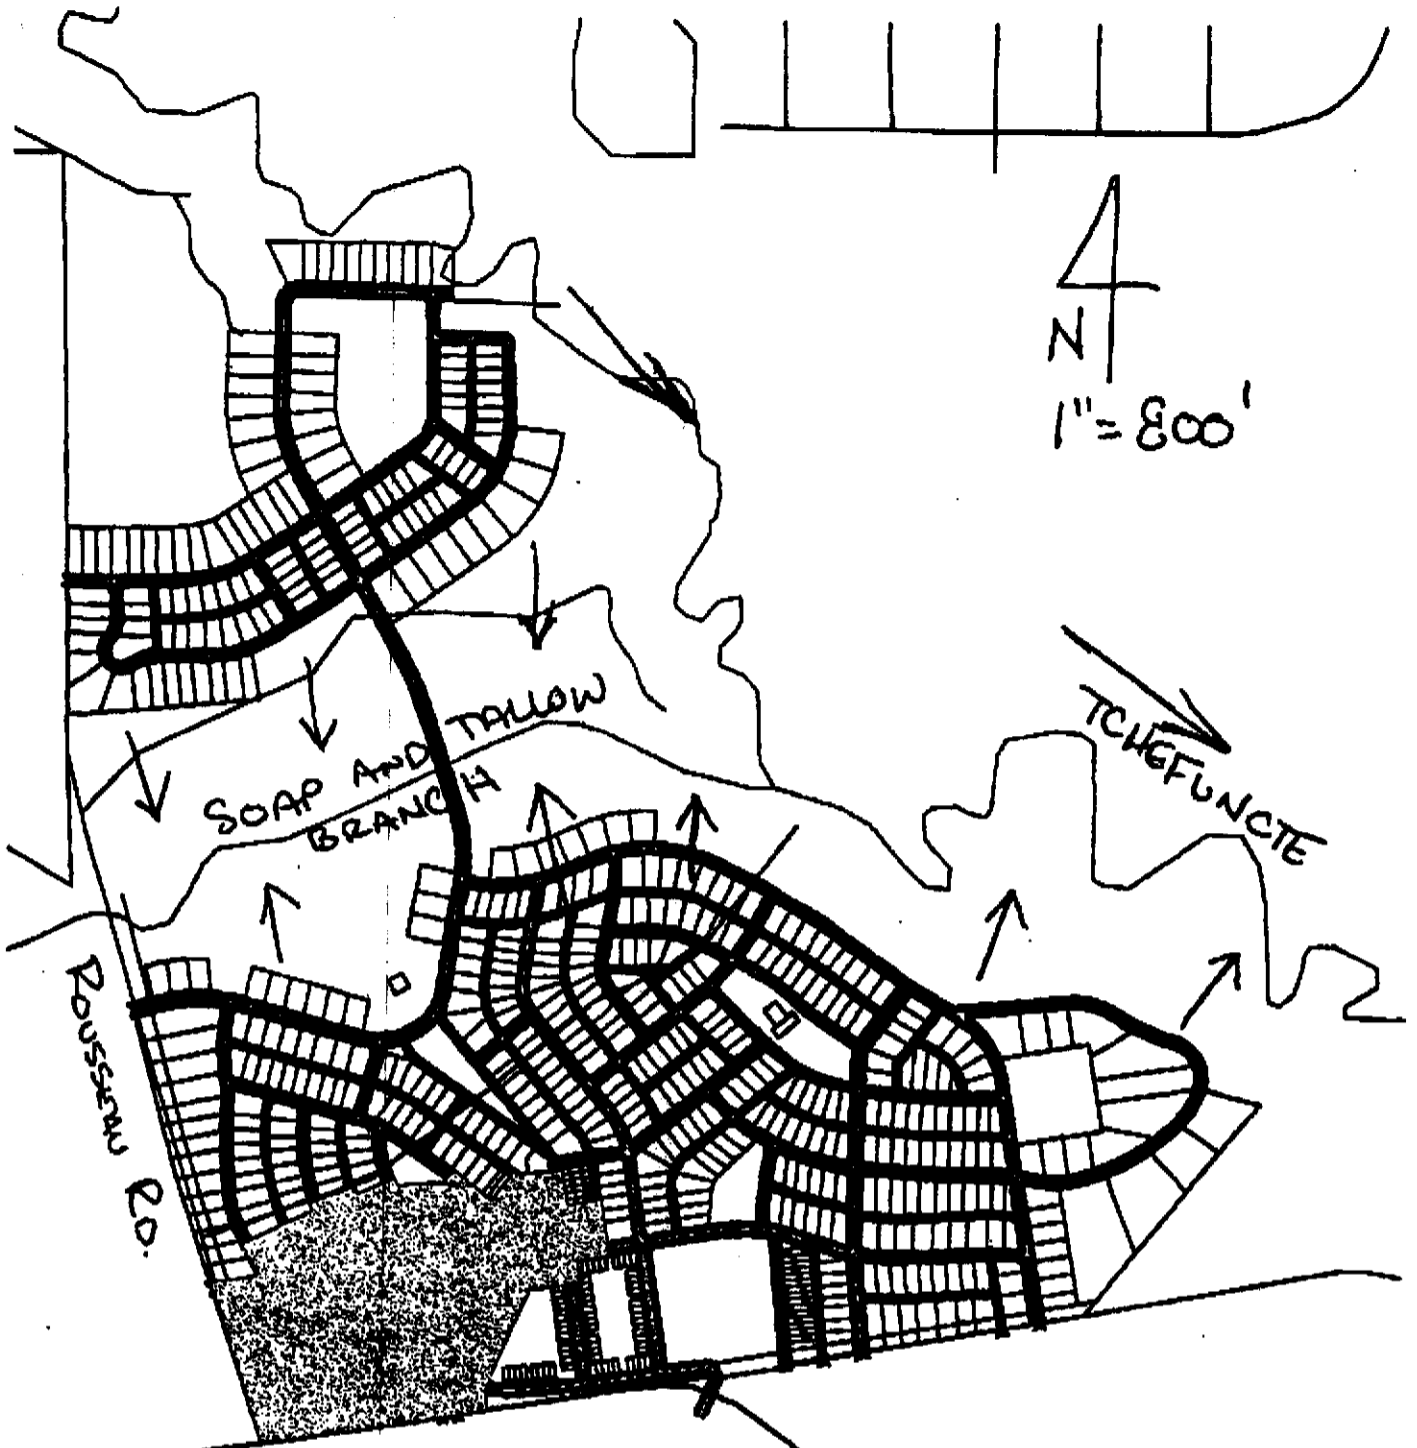 N
1"=800'
TCHEFUNCTE
SOAP AND TALLOW
BRANCH
ROUSSEAU RD.